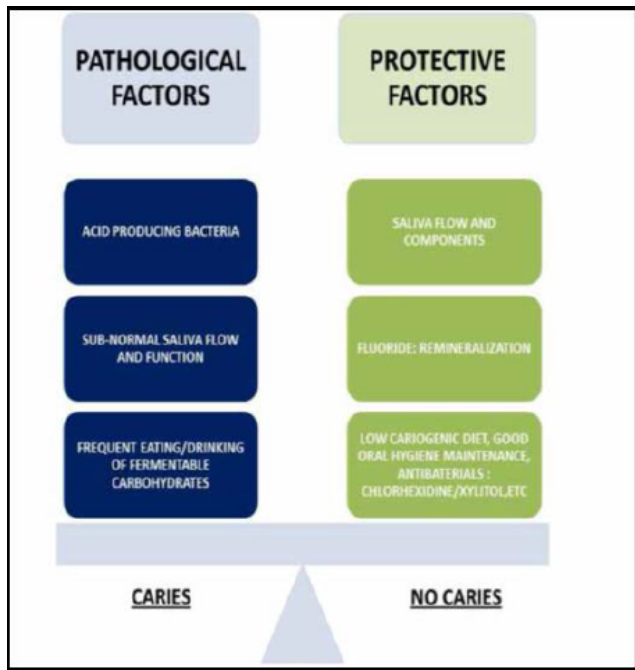 PATHOLOGICAL
FACTORS
PROTECTIVE
FACTORS
ACID PRODUCING BACTERIA
SALIVA FLOW AND
COMPONENTS
SUB-NORMAL SALIVA FLOW
AND FUNCTION
FLUORIDE: REMINERALIZATION
FREQUENT EATING/DRINKING
OF FERMENTABLE
CARBOHYDRATES
LOW CARIOGENIC DIET, GOOD
ORAL HYGIENE MAINTENANCE,
ANTIBATERIALS :
CHLORHEXIDINE/XYLITOL,ETC
CARIES
NO CARIES